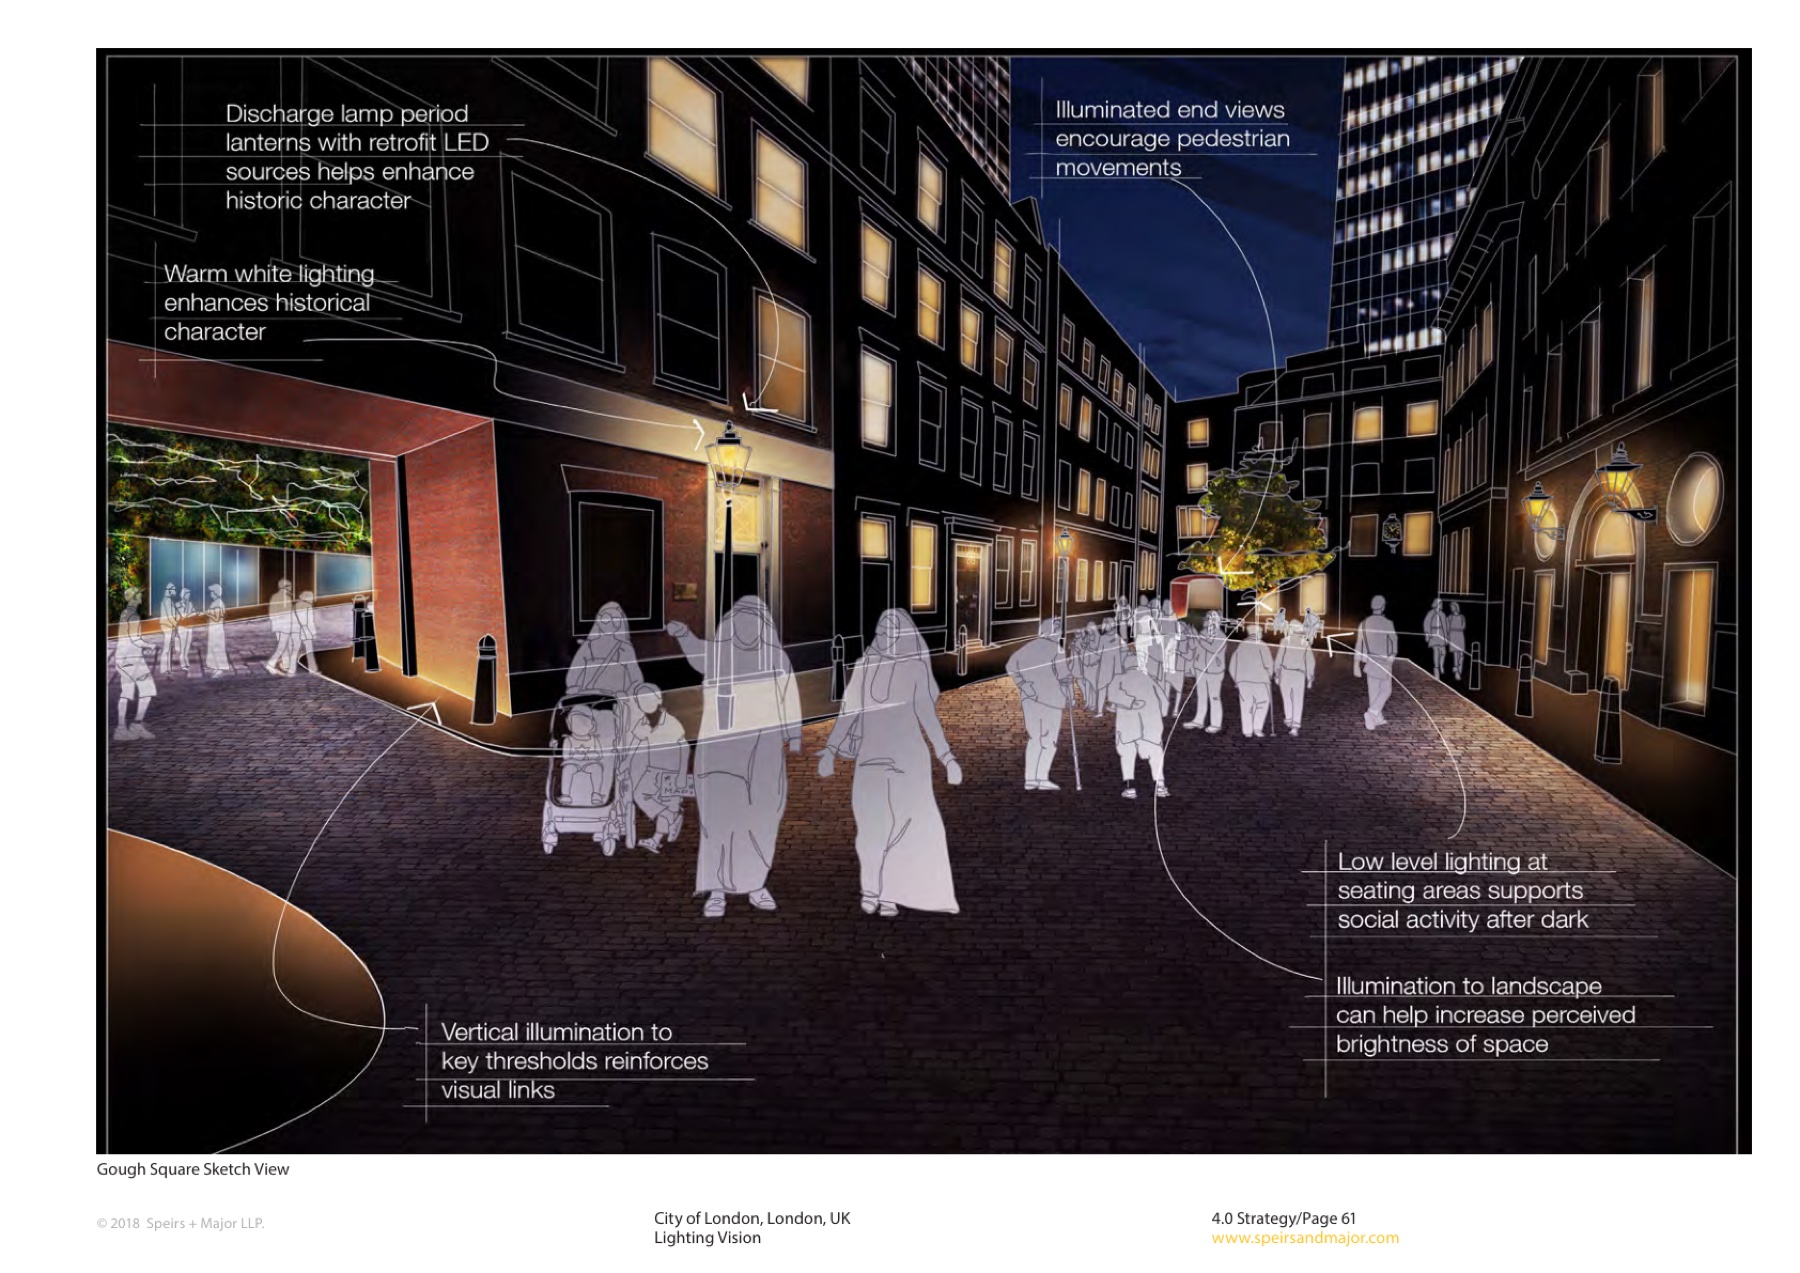 Discharge lamp period
lanterns with retrofit LED
sources helps enhance
historic character
Illuminated end views
encourage pedestrian
movements
Warm white lighting
enhances historical
character
MAP
Low level lighting at
seating areas supports
social activity after dark
Illumination to landscape
can help increase perceived
brightness of space
Vertical illumination to
key thresholds reinforces
visual links
Gough Square Sketch View
© 2018 Speirs + Major LLP.
City of London, London, UK
Lighting Vision
4.0 Strategy/Page 61
www.speirsandmajor.com